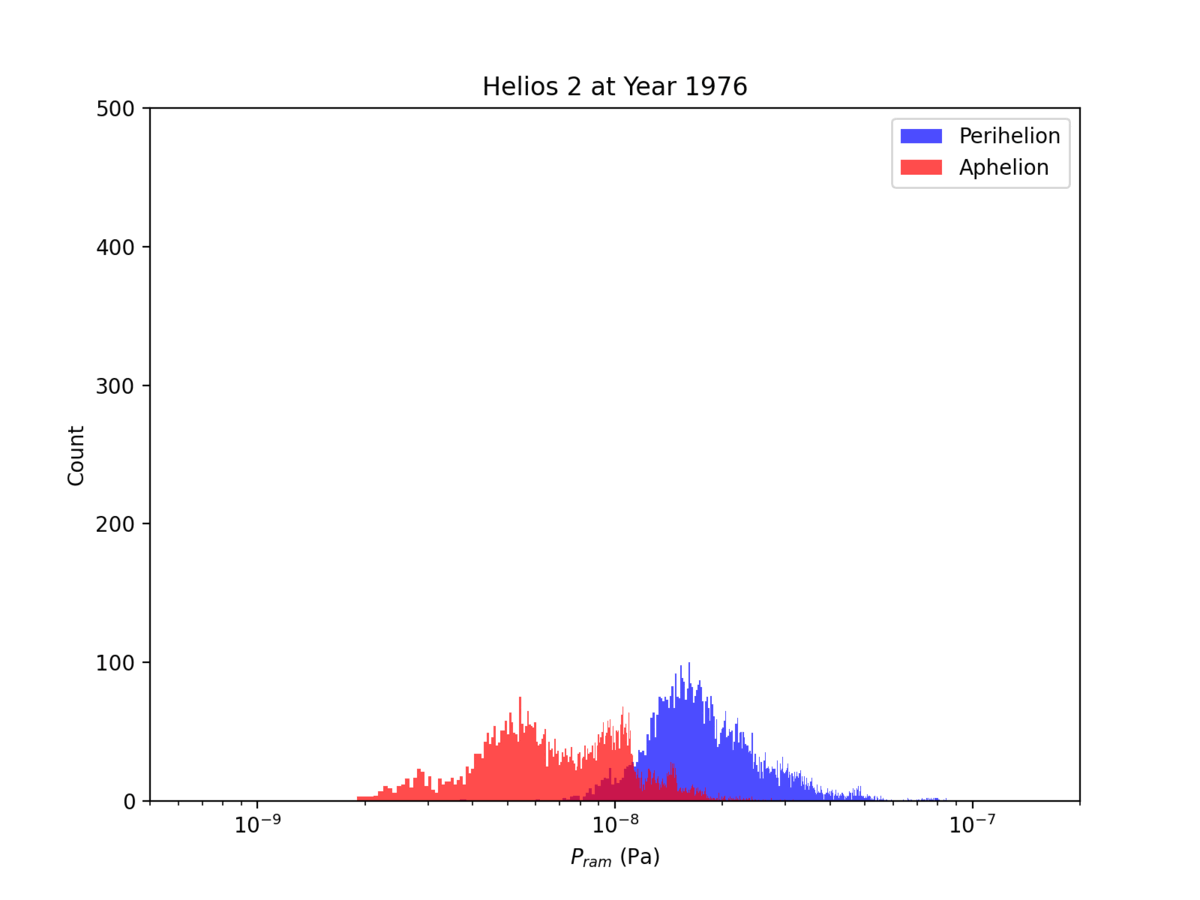 Helios 2 at Year 1976
500
400
300
200
100
0
Count
Perihelion
Aphelion
10⁻⁹
10⁻⁸
10⁻⁷
P_ram (Pa)